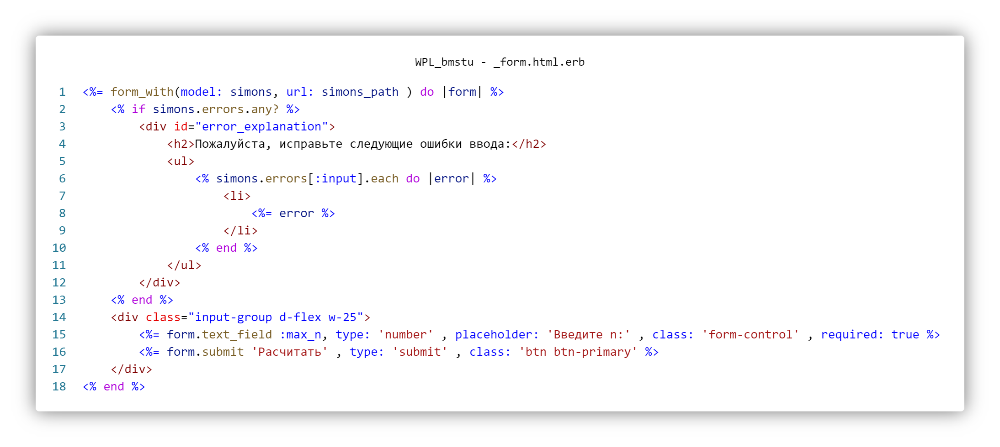 WPL_bmstu - _form.html.erb
1 <%= form_with(model: simons, url: simons_path ) do |form| %>
2     <% if simons.errors.any? %>
3         <div id="error_explanation">
4             <h2>Пожалуйста, исправьте следующие ошибки ввода:</h2>
5             <ul>
6                 <% simons.errors[:input].each do |error| %>
7                     <li>
8                         <%= error %>
9                     </li>
10                 <% end %>
11             </ul>
12         </div>
13     <% end %>
14     <div class="input-group d-flex w-25">
15         <%= form.text_field :max_n, type: 'number' , placeholder: 'Введите n:' , class: 'form-control' , required: true %>
16         <%= form.submit 'Расчитать' , type: 'submit' , class: 'btn btn-primary' %>
17     </div>
18 <% end %>